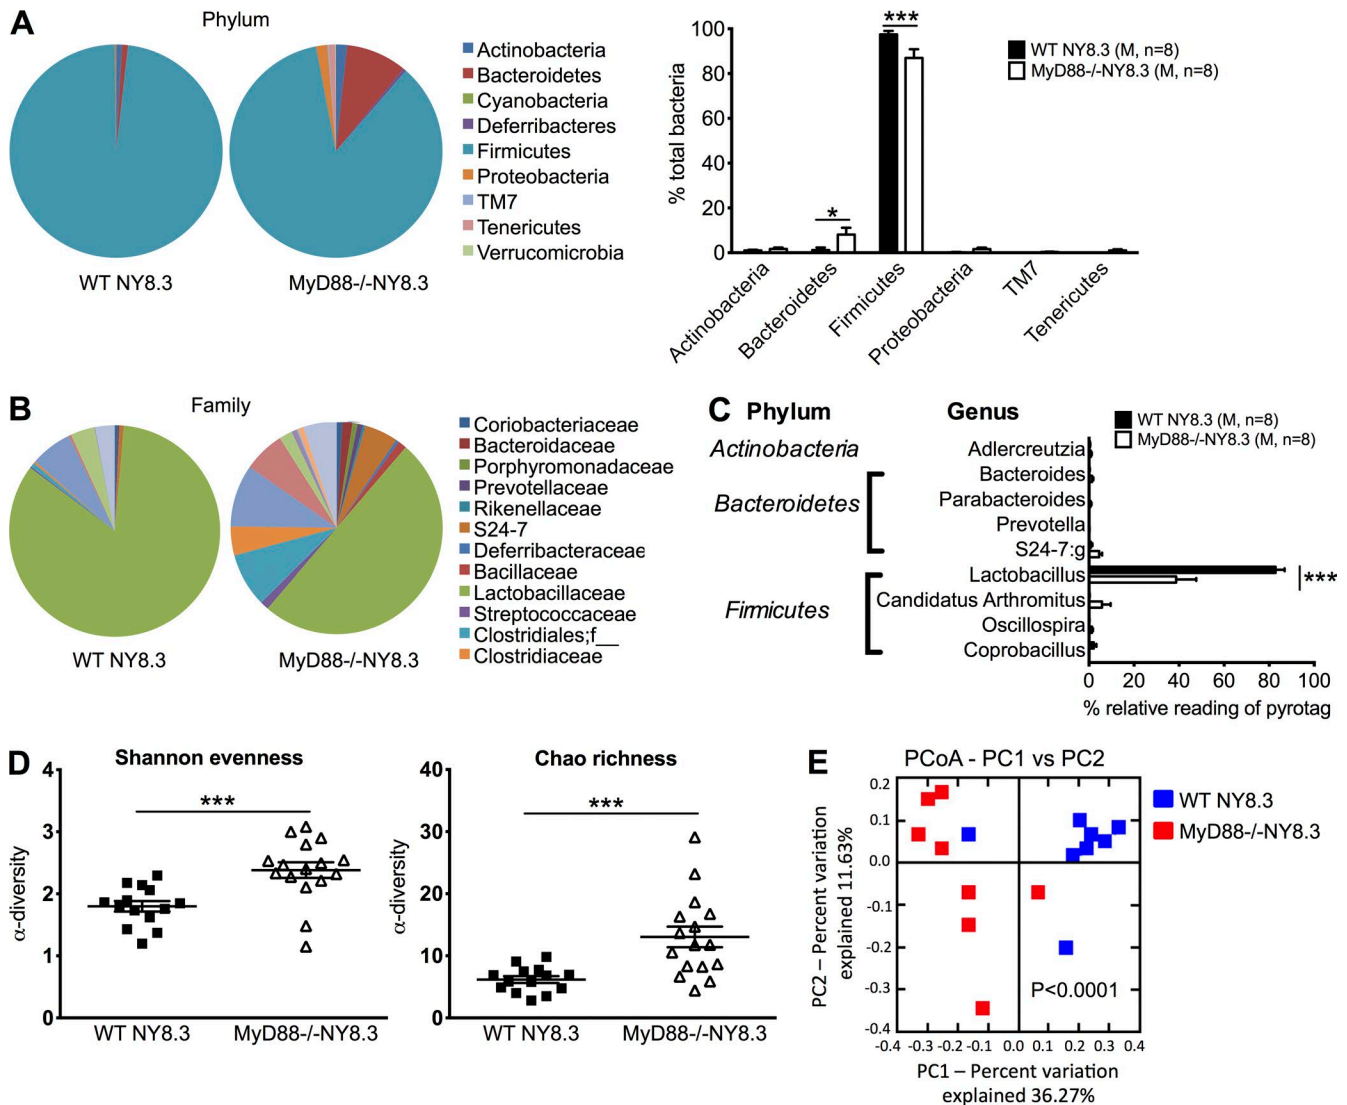 A
Phylum
WT NY8.3
MyD88-/-NY8.3
Actinobacteria
Bacteroidetes
Cyanobacteria
Deferribacteres
Firmicutes
Proteobacteria
TM7
Tenericutes
Verrucomicrobia
% total bacteria
100
80
60
40
20
0
*
***
Actinobacteria
Bacteroidetes
Firmicutes
Proteobacteria
TM7
Tenericutes
WT NY8.3 (M, n=8)
MyD88-/-NY8.3 (M, n=8)
B
Family
WT NY8.3
MyD88-/-NY8.3
Coriobacteriaceae
Bacteroidaceae
Porphyromonadaceae
Prevotellaceae
Rikenellaceae
S24-7
Deferribacteraceae
Bacillaceae
Lactobacillaceae
Streptococcaceae
Clostridiales;f__
Clostridiaceae
C Phylum Genus
WT NY8.3 (M, n=8)
MyD88-/-NY8.3 (M, n=8)
Actinobacteria
Bacteroidetes
Firmicutes
Adlercreutzia
Bacteroides
Parabacteroides
Prevotella
S24-7:g
Lactobacillus
Candidatus Arthromitus
Oscillospira
Coprobacillus
***
0 20 40 60 80 100
% relative reading of pyrotag
D
Shannon evenness
α-diversity
4
3
2
1
0
***
WT NY8.3 MyD88-/-NY8.3
Chao richness
α-diversity
40
30
20
10
0
***
WT NY8.3 MyD88-/-NY8.3
E
PCoA - PC1 vs PC2
PC2 – Percent variation
explained 11.63%
0.2
0.1
0.0
-0.1
-0.2
-0.3
-0.4
P<0.0001
-0.4 -0.3 -0.2 -0.1 0.0 0.1 0.2 0.3 0.4
PC1 – Percent variation
explained 36.27%
WT NY8.3
MyD88-/-NY8.3